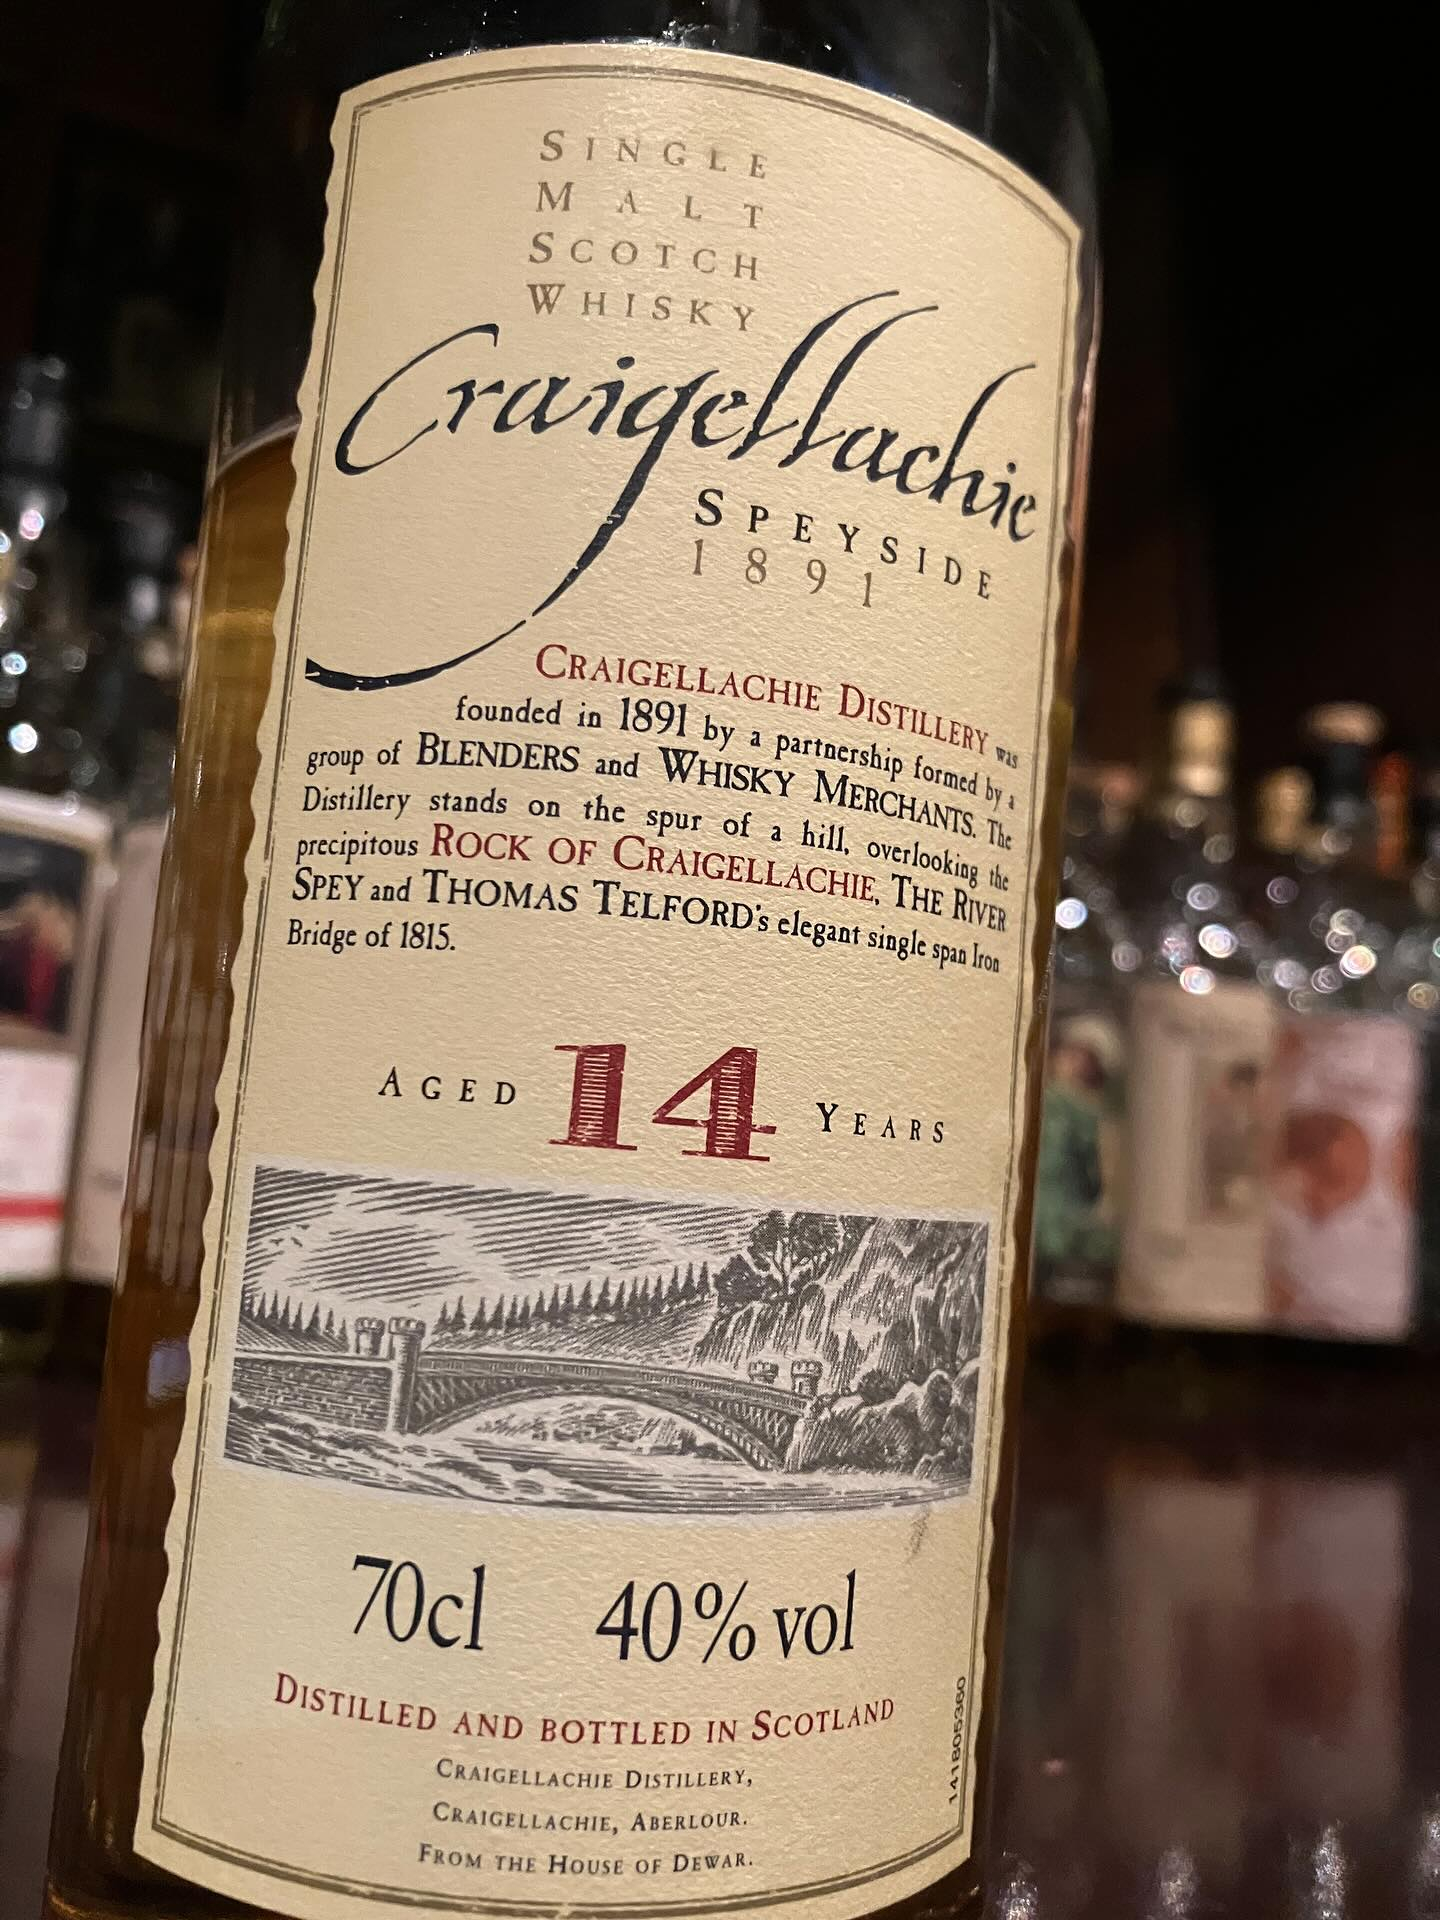 SINGLE
MALT
SCOTCH
WHISKY
Craigellachie
SPEYSIDE
1891
CRAIGELLACHIE DISTILLERY was
founded in 1891 by a partnership formed by a
group of BLENDERS and WHISKY MERCHANTS. The
Distillery stands on the spur of a hill, overlooking the
precipitous ROCK OF CRAIGELLACHIE, THE RIVER
SPEY and THOMAS TELFORD's elegant single span Iron
Bridge of 1815.
AGED 14 YEARS
70cl 40% vol
DISTILLED AND BOTTLED IN SCOTLAND
CRAIGELLACHIE DISTILLERY,
CRAIGELLACHIE, ABERLOUR.
FROM THE HOUSE OF DEWAR.
141805360